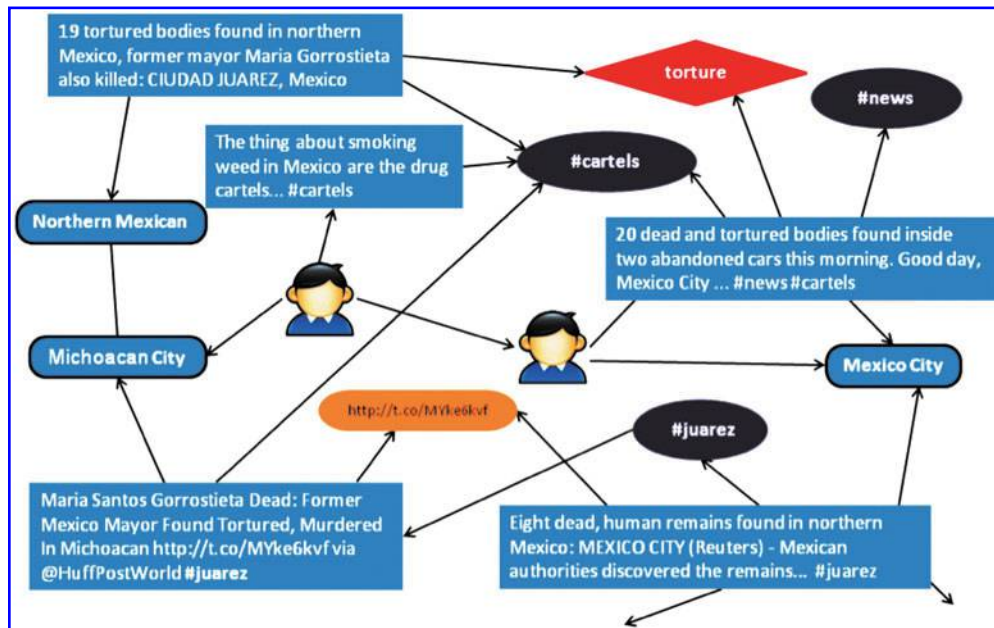 19 tortured bodies found in northern
Mexico, former mayor Maria Gorrostieta
also killed: CIUDAD JUAREZ, Mexico
torture
#news
The thing about smoking
weed in Mexico are the drug
cartels... #cartels
#cartels
Northern Mexican
20 dead and tortured bodies found inside
two abandoned cars this morning. Good day,
Mexico City ... #news #cartels
Michoacan City
Mexico City
http://t.co/MYke6kvf
#juarez
Maria Santos Gorrostieta Dead: Former
Mexico Mayor Found Tortured, Murdered
In Michoacan http://t.co/MYke6kvf via
@HuffPostWorld #juarez
Eight dead, human remains found in northern
Mexico: MEXICO CITY (Reuters) - Mexican
authorities discovered the remains... #juarez